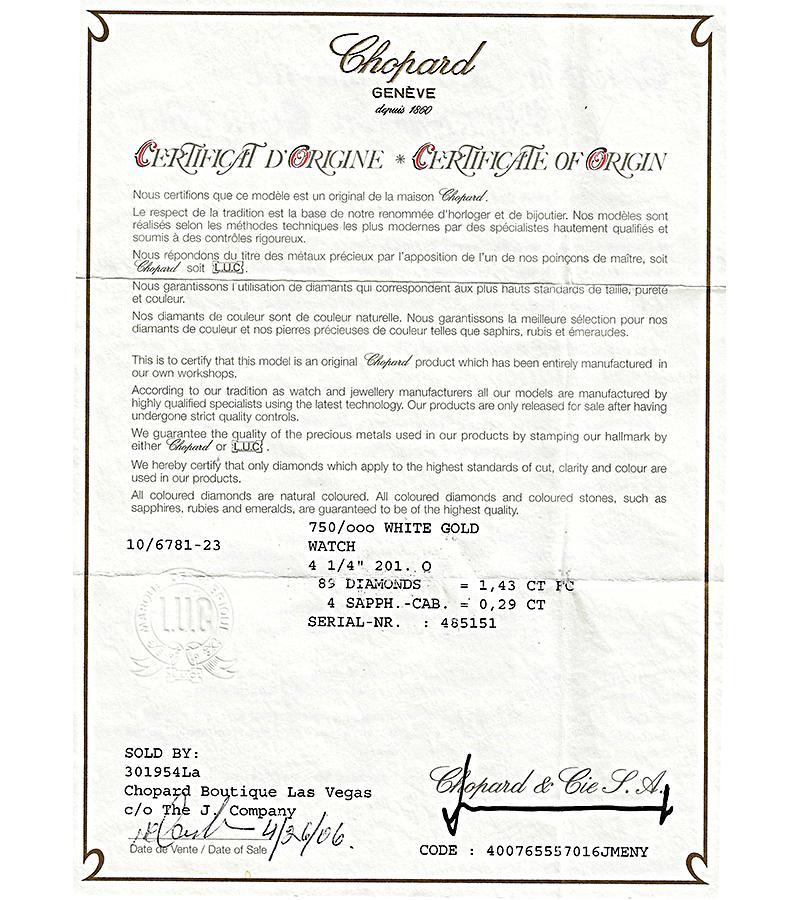 Chopard
GENÈVE
depuis 1860
CERTIFICAT D'ORIGINE * CERTIFICATE OF ORIGIN
Nous certifions que ce modèle est un original de la maison Chopard.
Le respect de la tradition est la base de notre renommée d'horloger et de bijoutier. Nos modèles sont
réalisés selon les méthodes techniques les plus modernes par des spécialistes hautement qualifiés et
soumis à des contrôles rigoureux.
Nous répondons du titre des métaux précieux par l'apposition de l'un de nos poinçons de maître, soit
Chopard soit L.U.C.
Nous garantissons l'utilisation de diamants qui correspondent aux plus hauts standards de taille, pureté
et couleur.
Nos diamants de couleur sont de couleur naturelle. Nous garantissons la meilleure sélection pour nos
diamants de couleur et nos pierres précieuses de couleur telles que saphirs, rubis et émeraudes.
This is to certify that this model is an original Chopard product which has been entirely manufactured in
our own workshops.
According to our tradition as watch and jewellery manufacturers all our models are manufactured by
highly qualified specialists using the latest technology. Our products are only released for sale after having
undergone strict quality controls.
We guarantee the quality of the precious metals used in our products by stamping our hallmark by
either Chopard or L.U.C.
We hereby certify that only diamonds which apply to the highest standards of cut, clarity and colour are
used in our products.
All coloured diamonds are natural coloured. All coloured diamonds and coloured stones, such as
sapphires, rubies and emeralds, are guaranteed to be of the highest quality.
750/ooo WHITE GOLD
10/6781-23 WATCH
4 1/4" 201. O
89 DIAMONDS = 1,43 CT FC
4 SAPPH.-CAB. = 0,29 CT
SERIAL-NR. : 485151
L.U.C
SOLD BY:
301954La
Chopard Boutique Las Vegas
c/o The J. Company
Chopard & Cie S.A.
4/26/06.
Date de Vente / Date of Sale
CODE : 400765557016JMENY